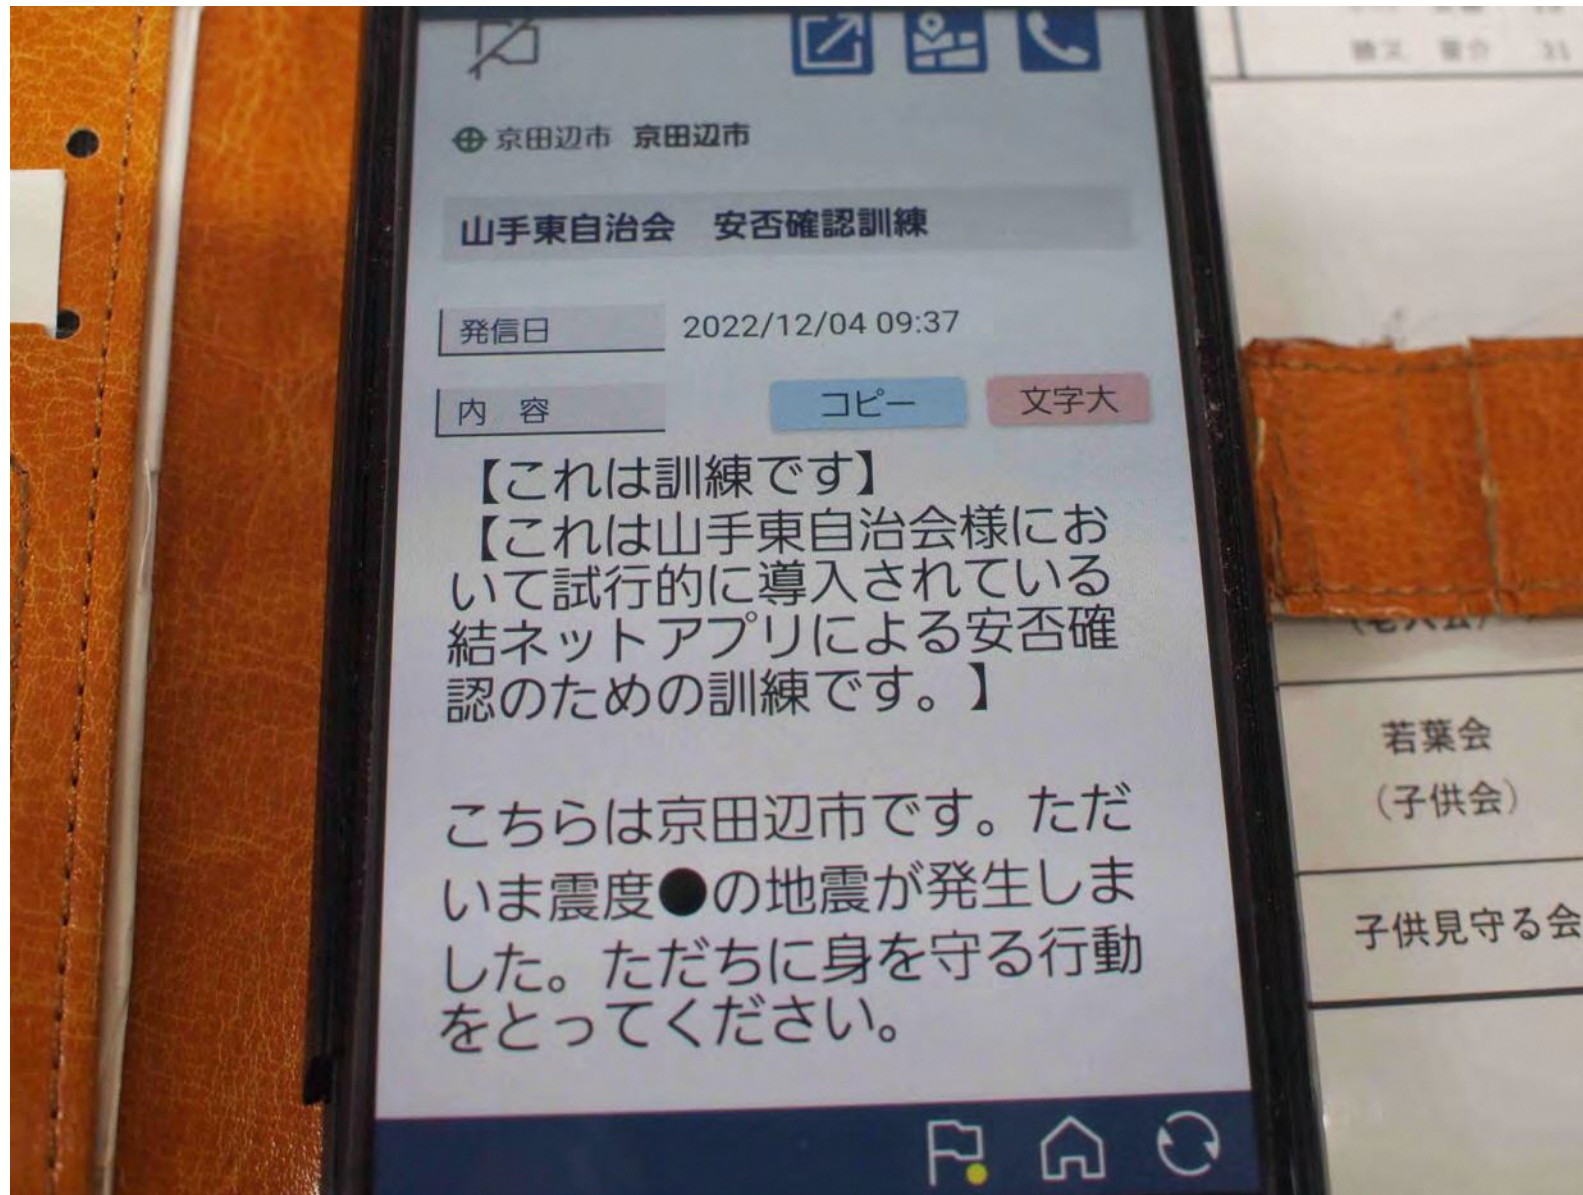 京田辺市 京田辺市
山手東自治会 安否確認訓練
発信日 2022/12/04 09:37
内 容 コピー 文字大
【これは訓練です】
【これは山手東自治会様にお
いて試行的に導入されている
結ネットアプリによる安否確
認のための訓練です。】
こちらは京田辺市です。ただ
いま震度●の地震が発生しま
した。ただちに身を守る行動
をとってください。
31
若葉会
(子供会)
子供見守る会